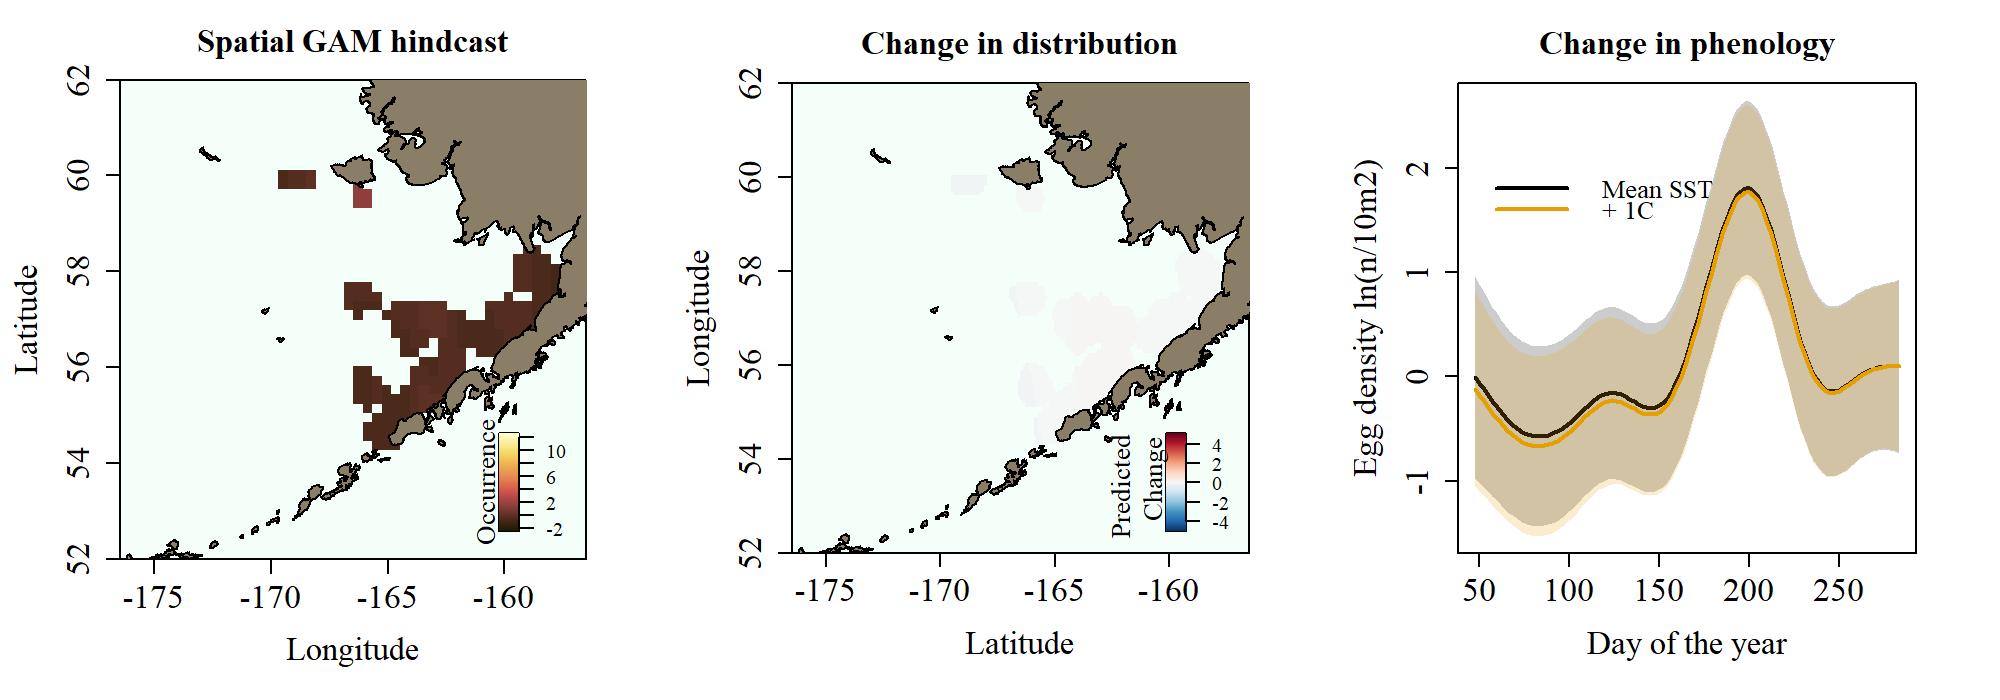 Spatial GAM hindcast
62
60
58
56
54
52
Latitude
-175
-170
-165
-160
Longitude
Occurrence
10
6
2
-2
Change in distribution
62
60
58
56
54
52
Longitude
-175
-170
-165
-160
Latitude
Predicted
Change
4
2
0
-2
-4
Change in phenology
2
1
0
-1
Egg density ln(n/10m2)
Mean SST
+ 1C
50
100
150
200
250
Day of the year